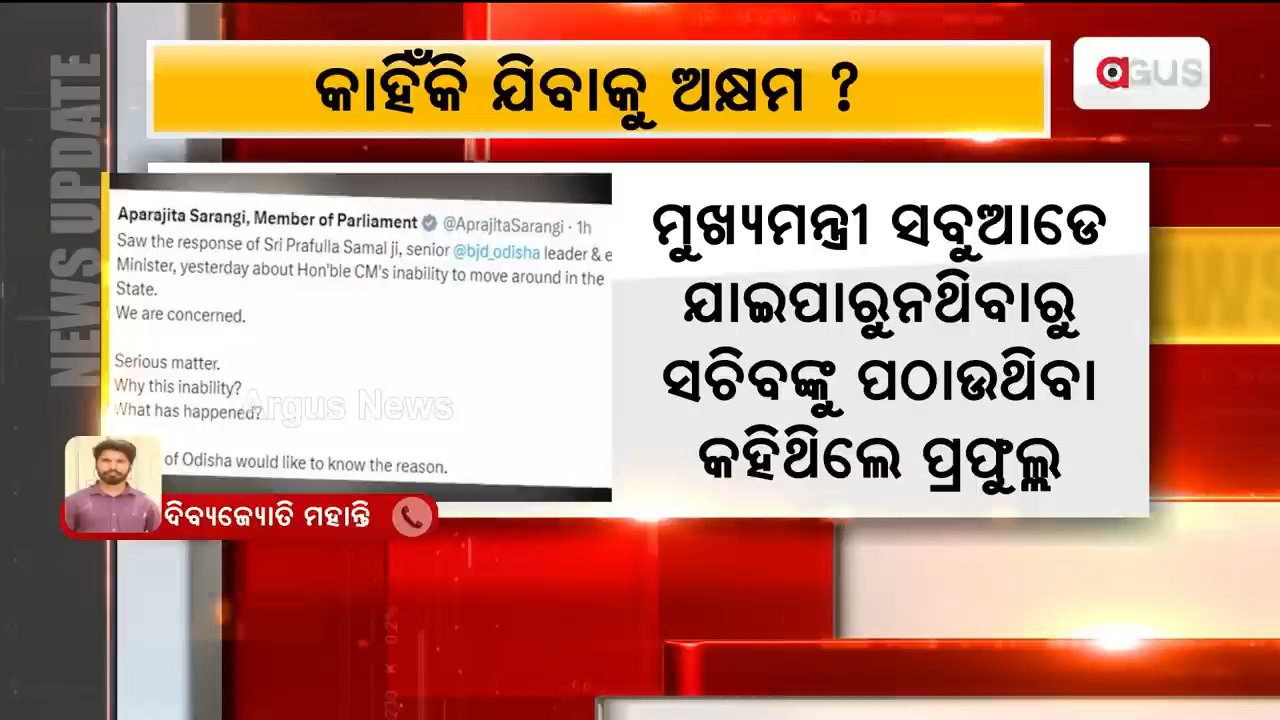 NEWS UPDATE
କାହିଁକି ଯିବାକୁ ଅକ୍ଷମ ?
aGUS
Aparajita Sarangi, Member of Parliament @AprajitaSarangi · 1h
Saw the response of Sri Prafulla Samal ji, senior @bjd_odisha leader & e
Minister, yesterday about Hon'ble CM's inability to move around in the
State.
We are concerned.
Serious matter.
Why this inability?
What has happened?
of Odisha would like to know the reason.
Argus News
ମୁଖ୍ୟମନ୍ତ୍ରୀ ସବୁଆଡେ
ଯାଇପାରୁନଥିବାରୁ
ସଚିବଙ୍କୁ ପଠାଉଥିବା
କହିଥିଲେ ପ୍ରଫୁଲ୍ଲ
ଦିବ୍ୟଜ୍ୟୋତି ମହାନ୍ତି